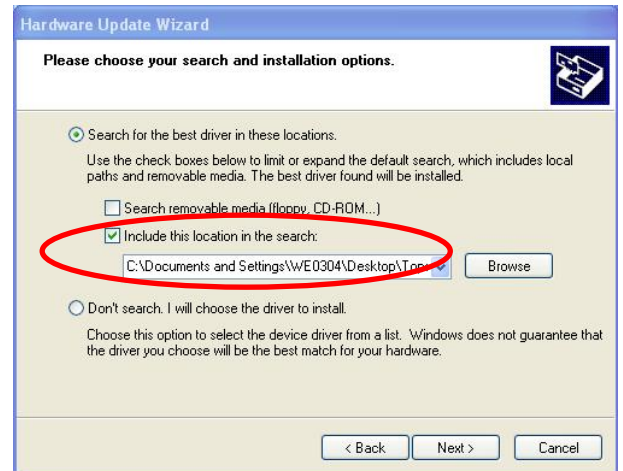 Hardware Update Wizard
Please choose your search and installation options.
Search for the best driver in these locations.
Use the check boxes below to limit or expand the default search, which includes local
paths and removable media. The best driver found will be installed.
Search removable media (floppy, CD-ROM...)
Include this location in the search:
C:\Documents and Settings\WE0304\Desktop\Top
Browse
Don't search. I will choose the driver to install.
Choose this option to select the device driver from a list. Windows does not guarantee that
the driver you choose will be the best match for your hardware.
< Back
Next >
Cancel